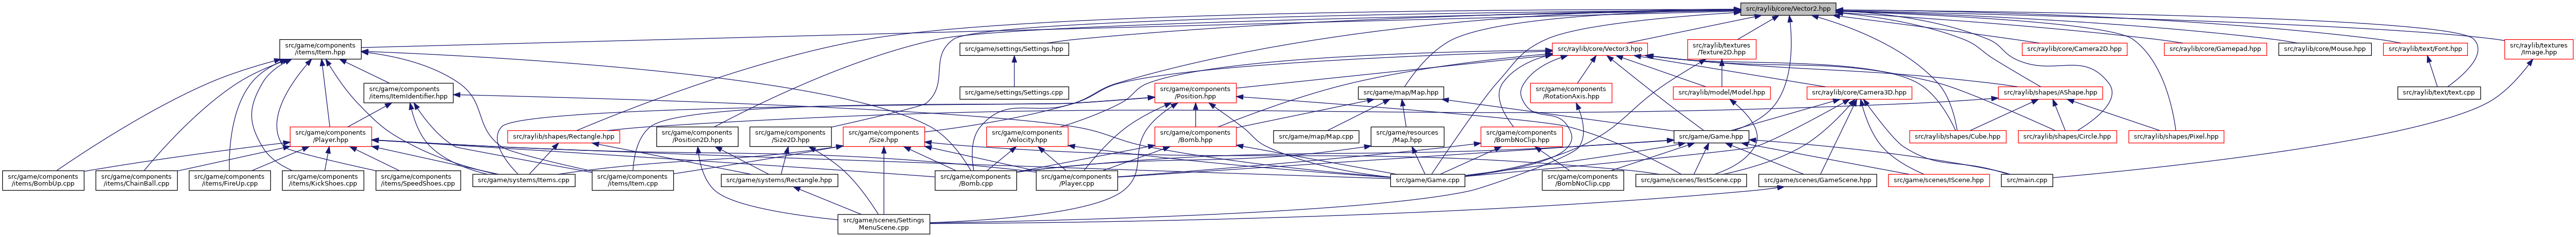 src/raylib/core/Vector2.hpp
src/game/components
/items/Item.hpp
src/game/settings/Settings.hpp
src/raylib/core/Vector3.hpp
src/raylib/textures
/Texture2D.hpp
src/raylib/core/Camera2D.hpp
src/raylib/core/Gamepad.hpp
src/raylib/core/Mouse.hpp
src/raylib/text/Font.hpp
src/raylib/textures
/Image.hpp
src/game/components
/items/ItemIdentifier.hpp
src/game/settings/Settings.cpp
src/game/components
/Position.hpp
src/game/map/Map.hpp
src/game/components
/RotationAxis.hpp
src/raylib/model/Model.hpp
src/raylib/core/Camera3D.hpp
src/raylib/shapes/AShape.hpp
src/raylib/text/text.cpp
src/game/components
/Player.hpp
src/raylib/shapes/Rectangle.hpp
src/game/components
/Position2D.hpp
src/game/components
/Size2D.hpp
src/game/components
/Size.hpp
src/game/components
/Velocity.hpp
src/game/components
/Bomb.hpp
src/game/map/Map.cpp
src/game/resources
/Map.hpp
src/game/components
/BombNoClip.hpp
src/game/Game.hpp
src/raylib/shapes/Cube.hpp
src/raylib/shapes/Circle.hpp
src/raylib/shapes/Pixel.hpp
src/game/components
/items/BombUp.cpp
src/game/components
/items/ChainBall.cpp
src/game/components
/items/FireUp.cpp
src/game/components
/items/KickShoes.cpp
src/game/components
/items/SpeedShoes.cpp
src/game/systems/Items.cpp
src/game/components
/items/Item.cpp
src/game/systems/Rectangle.hpp
src/game/components
/Bomb.cpp
src/game/components
/Player.cpp
src/game/Game.cpp
src/game/components
/BombNoClip.cpp
src/game/scenes/TestScene.cpp
src/game/scenes/GameScene.hpp
src/game/scenes/IScene.hpp
src/main.cpp
src/game/scenes/Settings
MenuScene.cpp